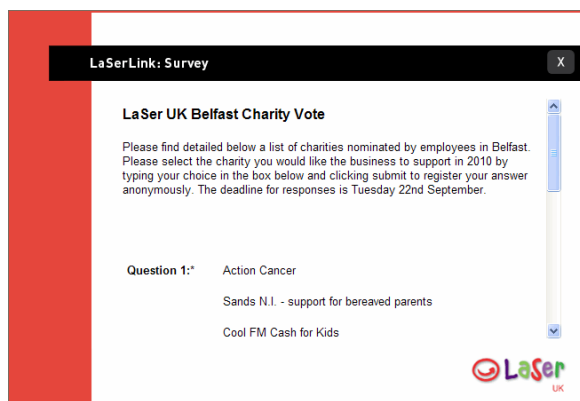 LaSerLink: Survey
X
LaSer UK Belfast Charity Vote
Please find detailed below a list of charities nominated by employees in Belfast.
Please select the charity you would like the business to support in 2010 by
typing your choice in the box below and clicking submit to register your answer
anonymously. The deadline for responses is Tuesday 22nd September.
Question 1:* Action Cancer
Sands N.I. - support for bereaved parents
Cool FM Cash for Kids
LaSer
UK